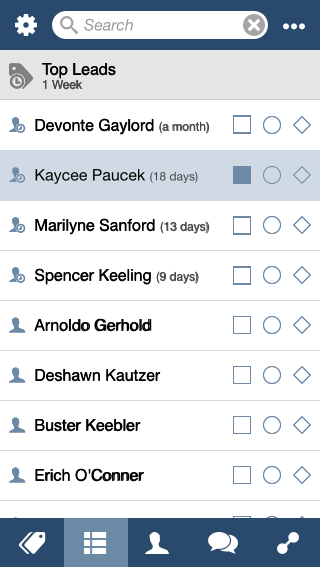 Search
Top Leads
1 Week
Devonte Gaylord (a month)
Kaycee Paucek (18 days)
Marilyne Sanford (13 days)
Spencer Keeling (9 days)
Arnoldo Gerhold
Deshawn Kautzer
Buster Keebler
Erich O'Conner